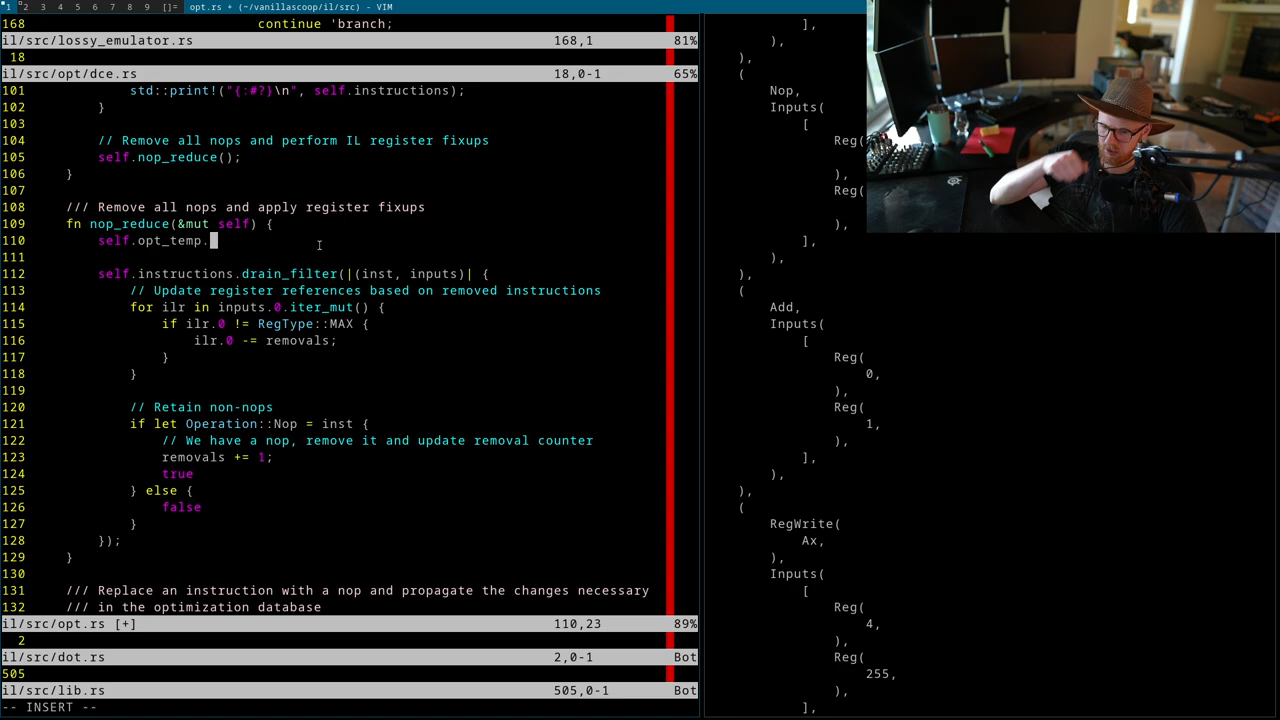 1 2 3 4 5 6 7 8 9 []= opt.rs + (~/vanillascoop/il/src) - VIM
168 continue 'branch;
il/src/lossy_emulator.rs 168,1 81%
18
il/src/opt/dce.rs 18,0-1 65%
101 std::print!("{:#?}\n", self.instructions);
102 }
103
104 // Remove all nops and perform IL register fixups
105 self.nop_reduce();
106 }
107
108 /// Remove all nops and apply register fixups
109 fn nop_reduce(&mut self) {
110 self.opt_temp.
111
112 self.instructions.drain_filter(|(inst, inputs)| {
113 // Update register references based on removed instructions
114 for ilr in inputs.0.iter_mut() {
115 if ilr.0 != RegType::MAX {
116 ilr.0 -= removals;
117 }
118 }
119
120 // Retain non-nops
121 if let Operation::Nop = inst {
122 // We have a nop, remove it and update removal counter
123 removals += 1;
124 true
125 } else {
126 false
127 }
128 });
129 }
130
131 /// Replace an instruction with a nop and propagate the changes necessary
132 /// in the optimization database
il/src/opt.rs [+] 110,23 89%
2
il/src/dot.rs 2,0-1 Bot
505
il/src/lib.rs 505,0-1 Bot
-- INSERT --
],
),
),
(
Nop,
Inputs(
[
Reg(
),
Reg(
),
],
),
),
(
Add,
Inputs(
[
Reg(
0,
),
Reg(
1,
),
],
),
),
(
RegWrite(
Ax,
),
Inputs(
[
Reg(
4,
),
Reg(
255,
),
],